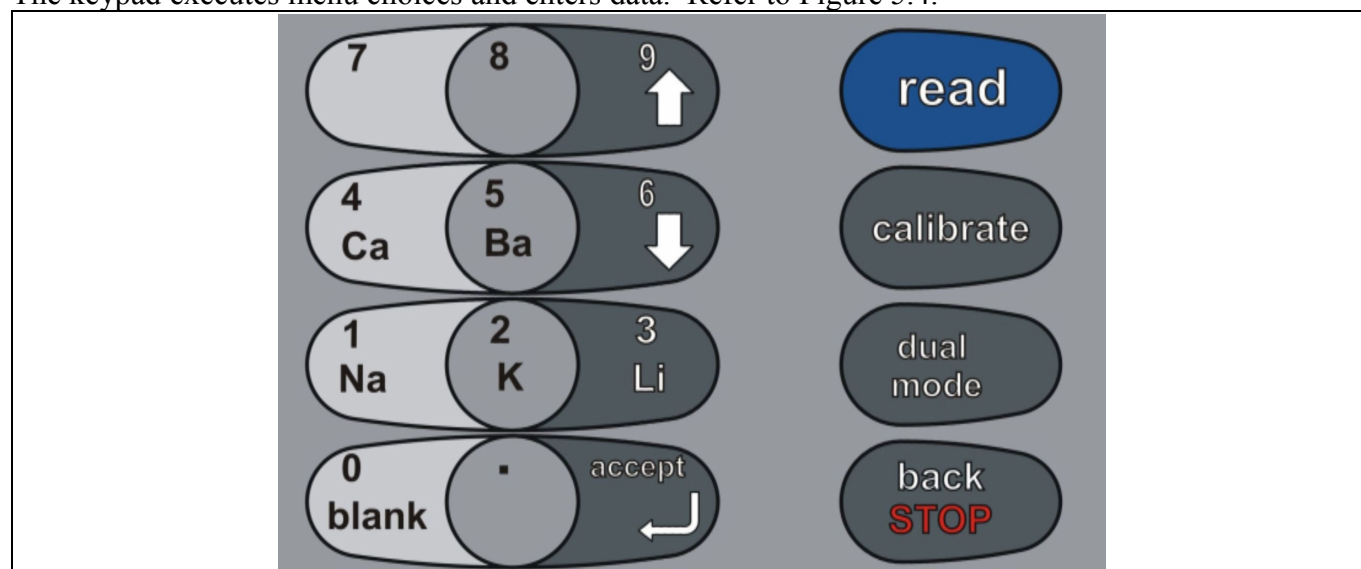 The keypad executes menu choices and enters data. Refer to Figure 3.4.
7 8 9 read
4 5 6
Ca Ba calibrate
1 2 3 dual
Na K Li mode
0 . accept back
blank STOP